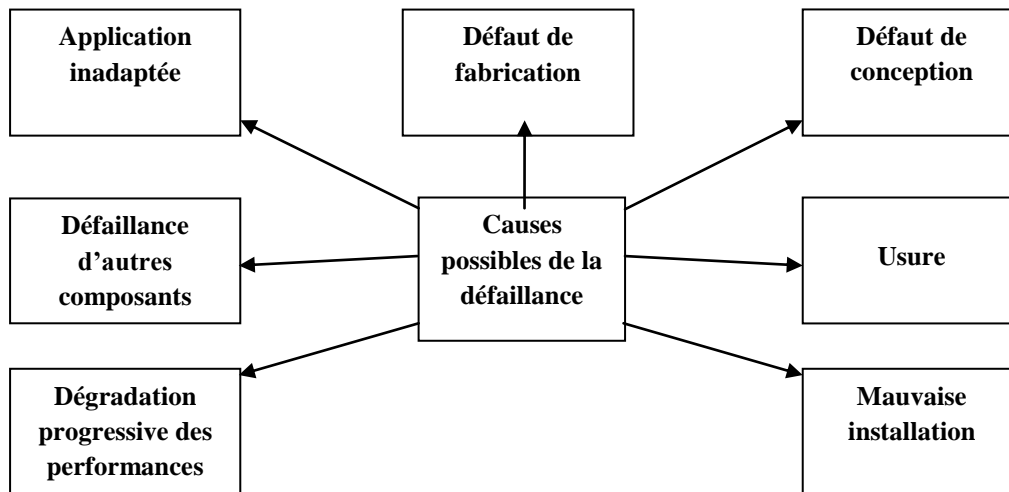 Application
inadaptée
Défaut de
fabrication
Défaut de
conception
Défaillance
d’autres
composants
Causes
possibles de la
défaillance
Usure
Dégradation
progressive des
performances
Mauvaise
installation